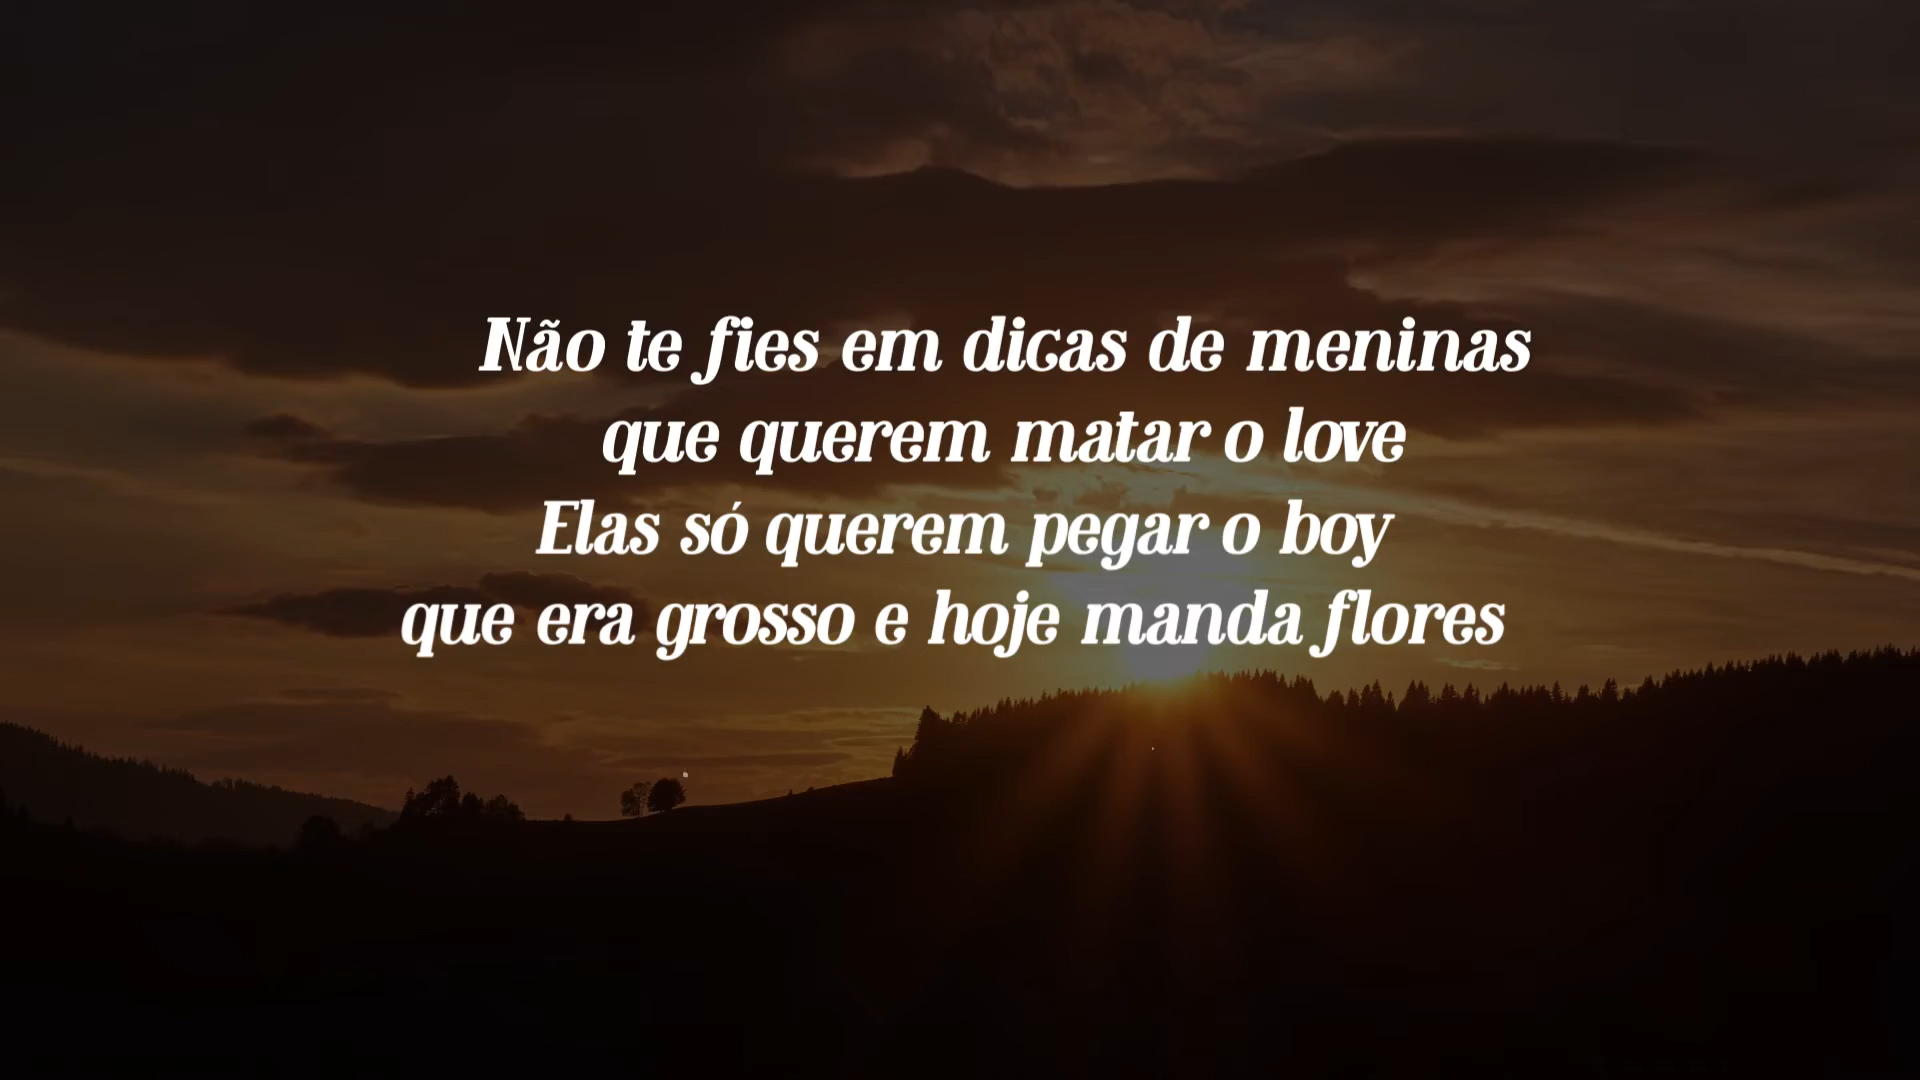 Não te fies em dicas de meninas
que querem matar o love
Elas só querem pegar o boy
que era grosso e hoje manda flores